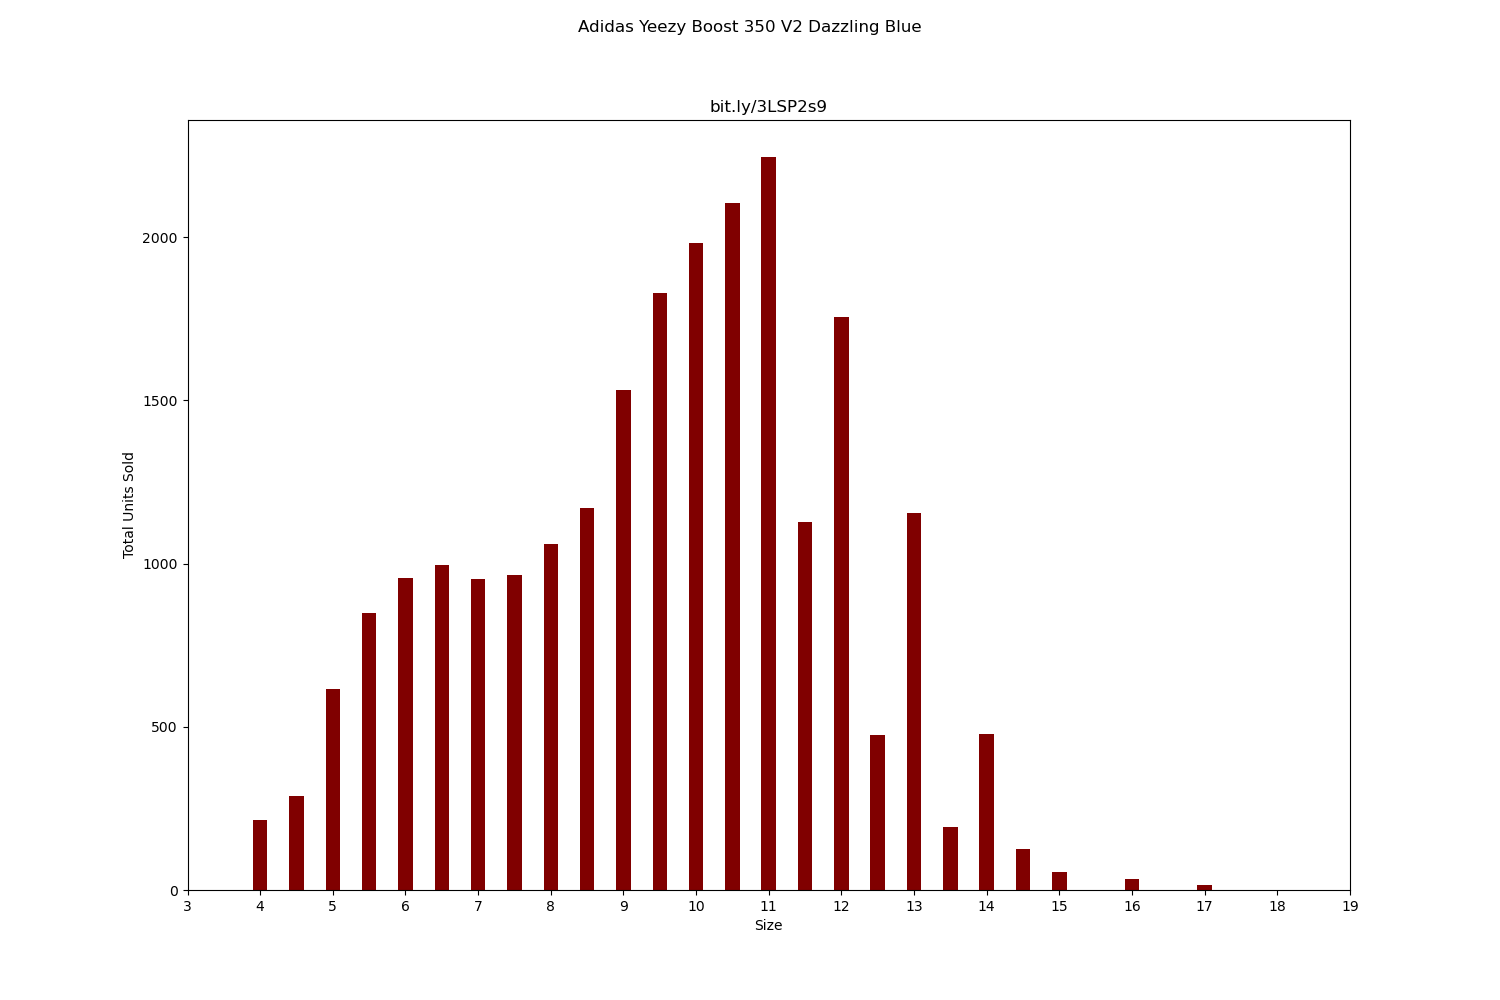 Adidas Yeezy Boost 350 V2 Dazzling Blue
bit.ly/3LSP2s9
Total Units Sold
2000
1500
1000
500
0
3 4 5 6 7 8 9 10 11 12 13 14 15 16 17 18 19
Size